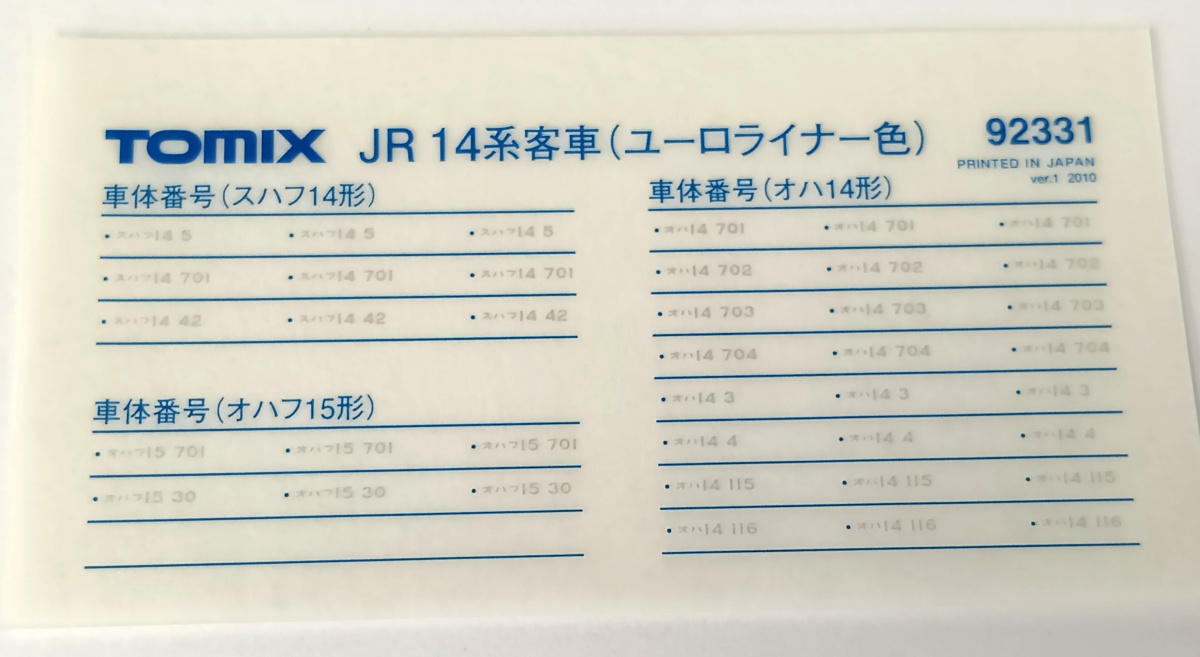 TOMIX JR 14系客車(ユーロライナー色) 92331
PRINTED IN JAPAN
ver.1 2010
車体番号(スハフ14形)
・スハフ14 5 ・スハフ14 5 ・スハフ14 5
・スハフ14 701 ・スハフ14 701 ・スハフ14 701
・スハフ14 42 ・スハフ14 42 ・スハフ14 42
車体番号(オハフ15形)
・オハフ15 701 ・オハフ15 701 ・オハフ15 701
・オハフ15 30 ・オハフ15 30 ・オハフ15 30
車体番号(オハ14形)
・オハ14 701 ・オハ14 701 ・オハ14 701
・オハ14 702 ・オハ14 702 ・オハ14 702
・オハ14 703 ・オハ14 703 ・オハ14 703
・オハ14 704 ・オハ14 704 ・オハ14 704
・オハ14 3 ・オハ14 3 ・オハ14 3
・オハ14 4 ・オハ14 4 ・オハ14 4
・オハ14 115 ・オハ14 115 ・オハ14 115
・オハ14 116 ・オハ14 116 ・オハ14 116